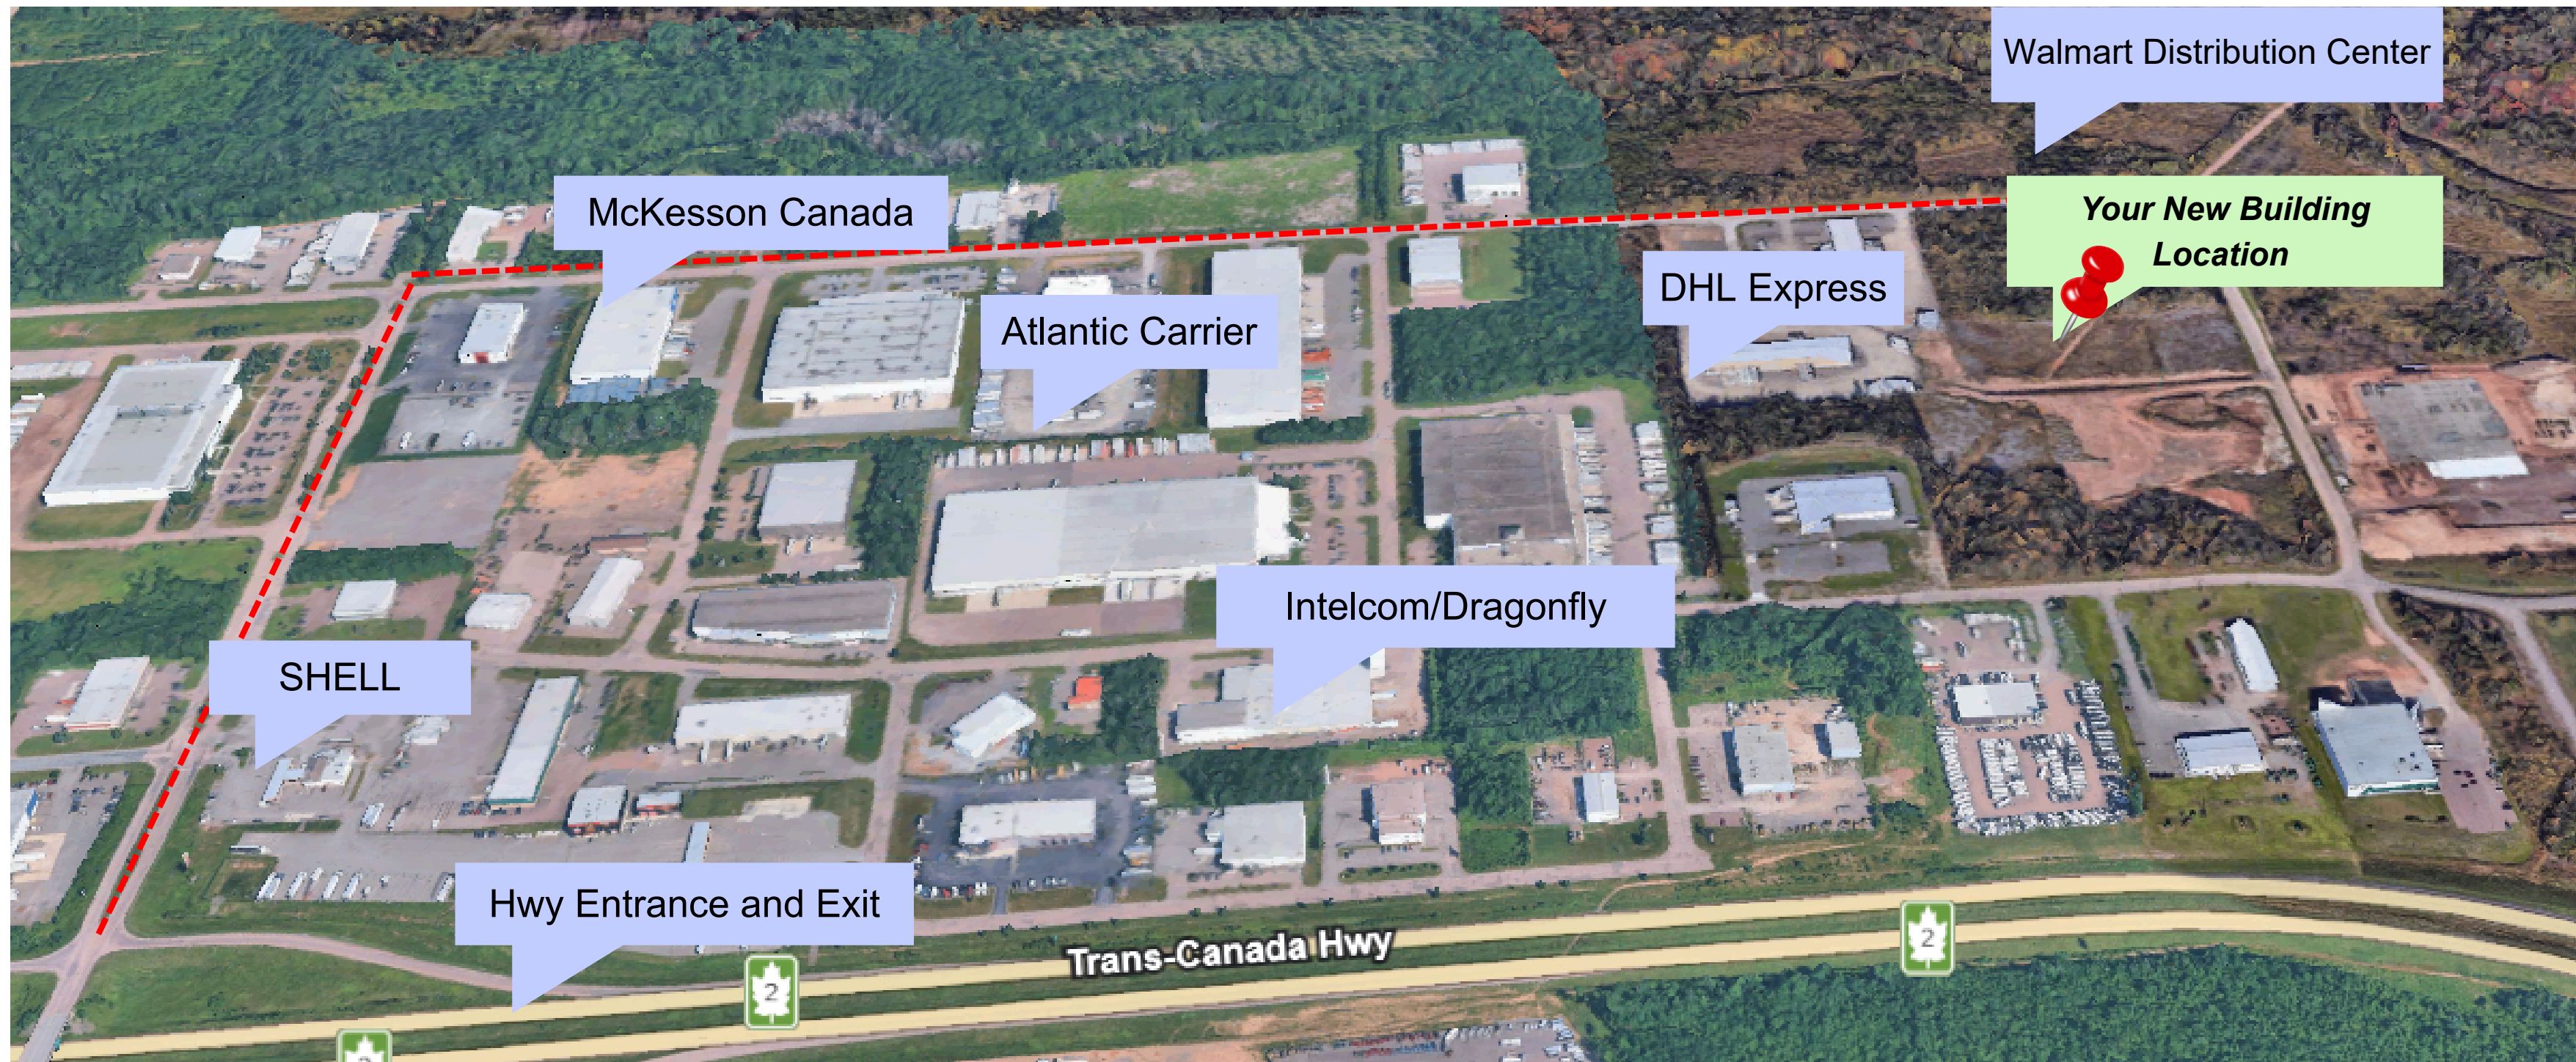 Walmart Distribution Center
McKesson Canada
Your New Building
Location
DHL Express
Atlantic Carrier
Intelcom/Dragonfly
SHELL
Hwy Entrance and Exit
Trans-Canada Hwy
2
2